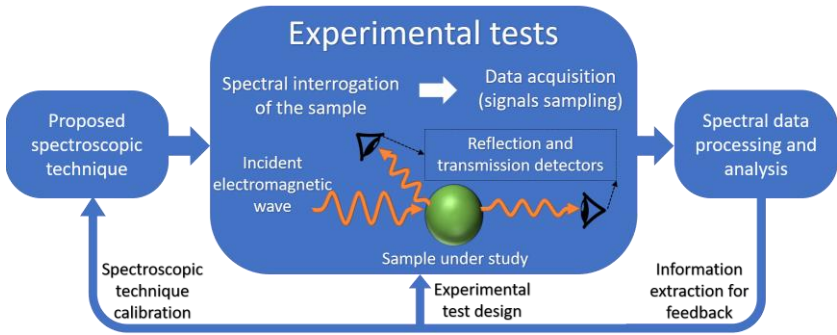 Experimental tests
Spectral interrogation
of the sample
Data acquisition
(signals sampling)
Proposed
spectroscopic
technique
Reflection and
transmission detectors
Incident
electromagnetic
wave
Sample under study
Spectral data
processing and
analysis
Spectroscopic
technique
calibration
Experimental
test design
Information
extraction for
feedback